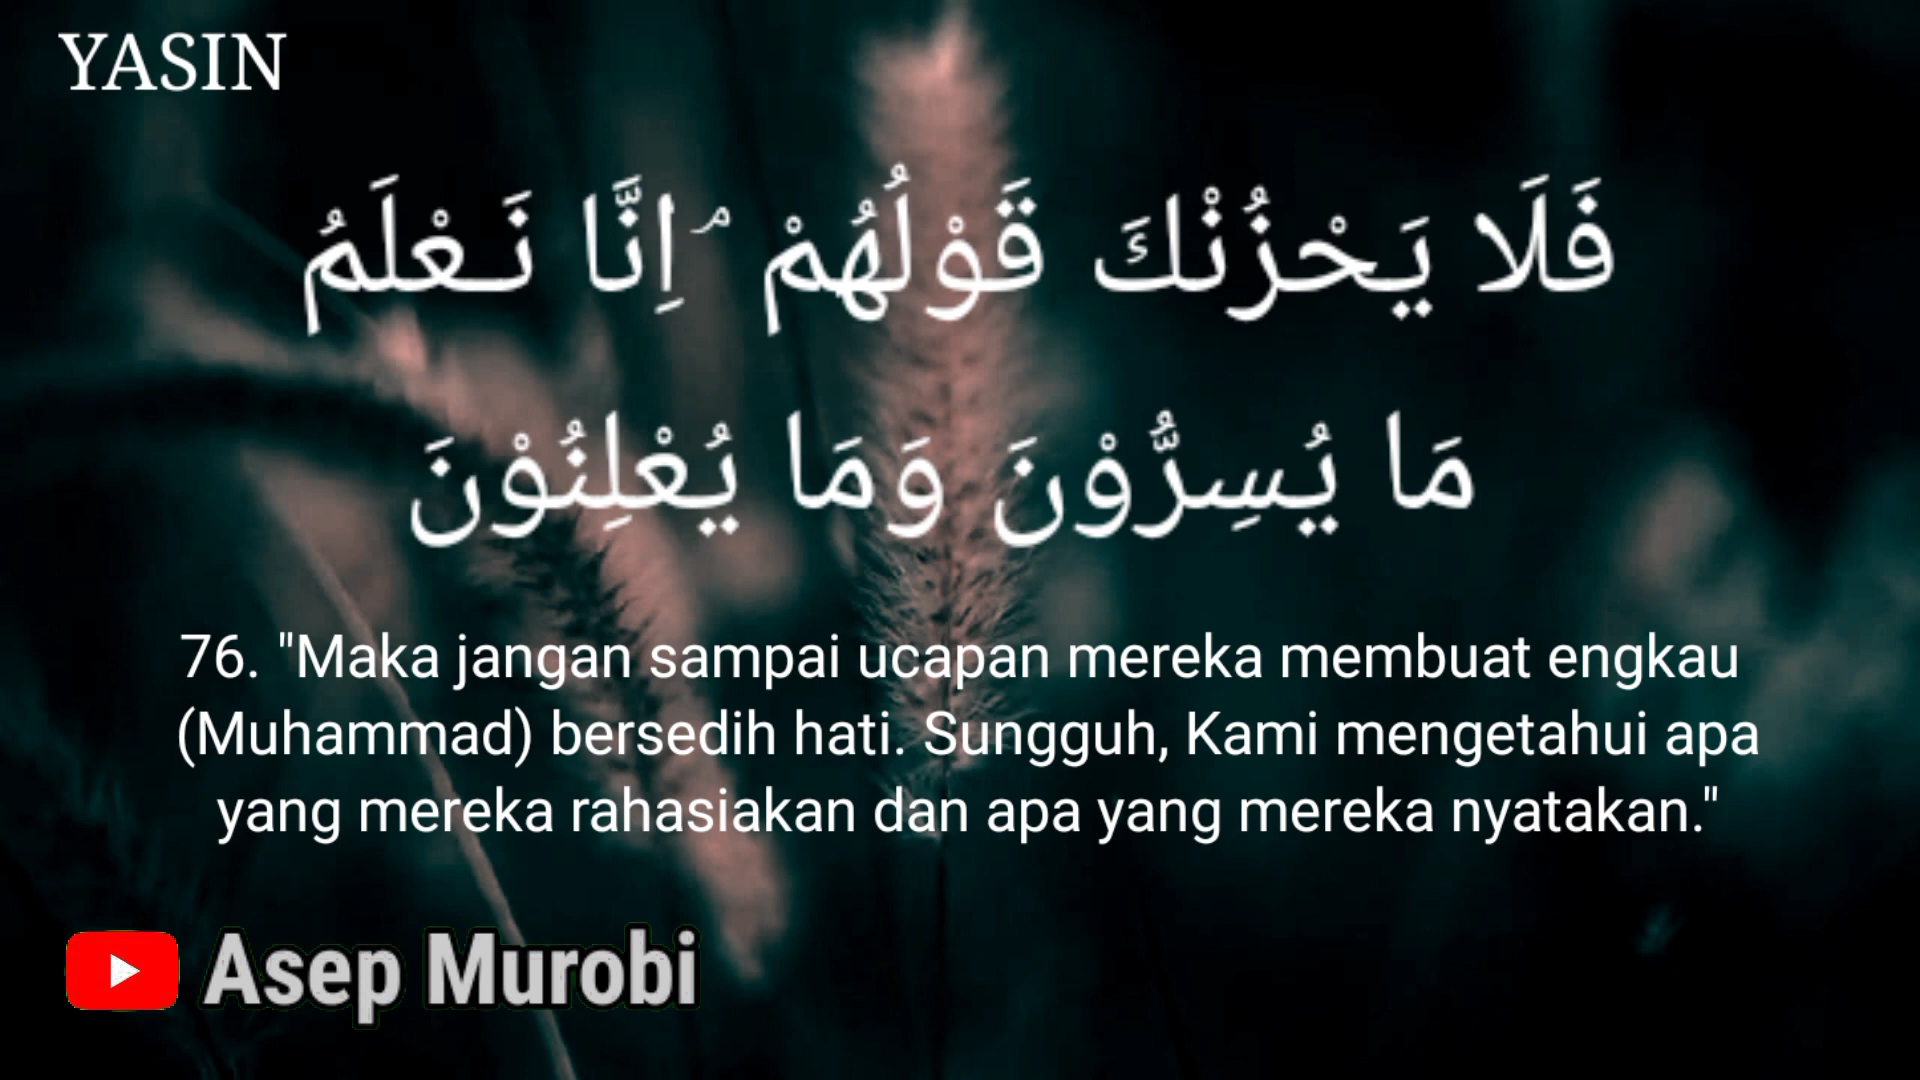 YASIN
فَلَا يَحْزُنْكَ قَوْلُهُمْ ۘ اِنَّا نَـعْلَمُ
مَا يُسِرُّوْنَ وَمَا يُعْلِنُوْنَ
76. "Maka jangan sampai ucapan mereka membuat engkau
(Muhammad) bersedih hati. Sungguh, Kami mengetahui apa
yang mereka rahasiakan dan apa yang mereka nyatakan."
Asep Murobi